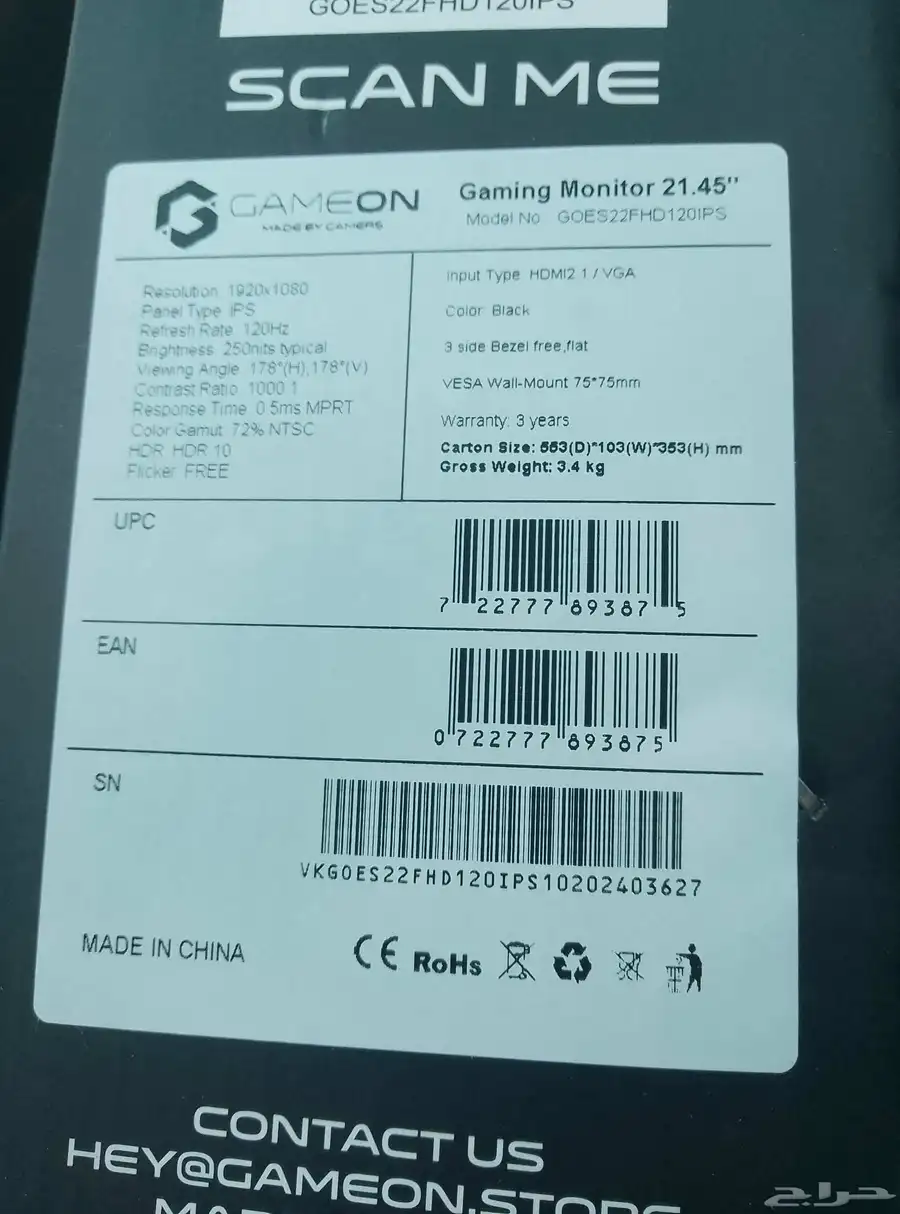 GOES22FHD120IPS
SCAN ME
GAMEON
MADE BY GAMERS
Gaming Monitor 21.45"
Model No GOES22FHD120IPS
Resolution 1920x1080
Panel Type IPS
Refresh Rate 120Hz
Brightness 250nits typical
Viewing Angle 178°(H),178°(V)
Contrast Ratio 1000 1
Response Time 0.5ms MPRT
Color Gamut 72% NTSC
HDR HDR 10
Flicker FREE
Input Type HDMI2 1 / VGA
Color Black
3 side Bezel free,flat
VESA Wall-Mount 75*75mm
Warranty: 3 years
Carton Size: 553(D)*103(W)*353(H) mm
Gross Weight: 3.4 kg
UPC
7 22777 89387 5
EAN
0 722777 893875
SN
VKGOES22FHD120IPS10202403627
MADE IN CHINA
CE RoHS
CONTACT US
HEY@GAMEON.STORE
حراج